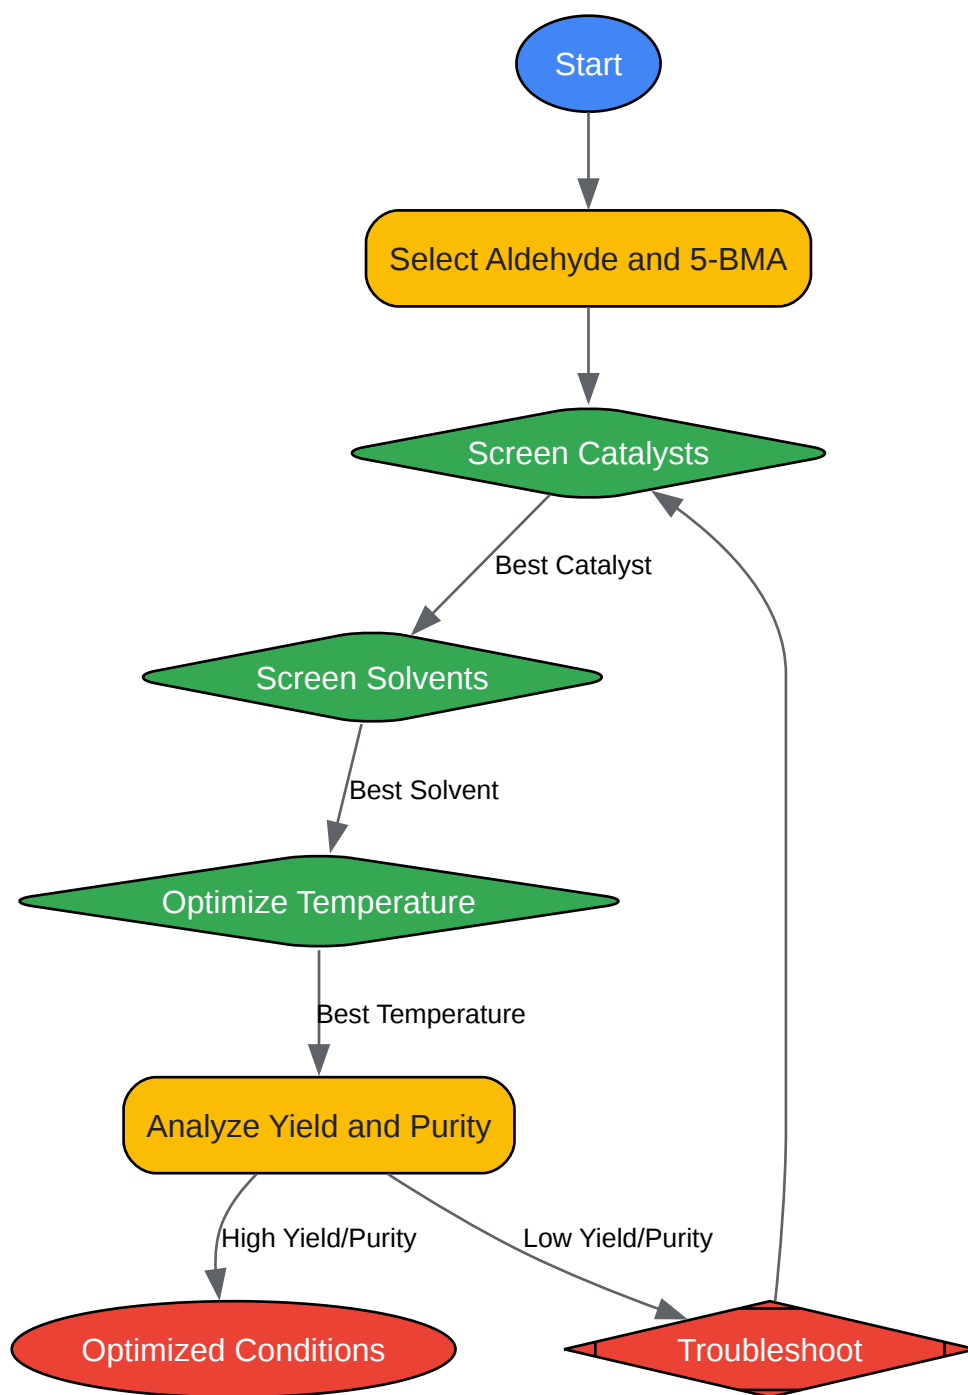 Start
Select Aldehyde and 5-BMA
Screen Catalysts
Best Catalyst
Screen Solvents
Best Solvent
Optimize Temperature
Best Temperature
Analyze Yield and Purity
High Yield/Purity
Low Yield/Purity
Optimized Conditions
Troubleshoot